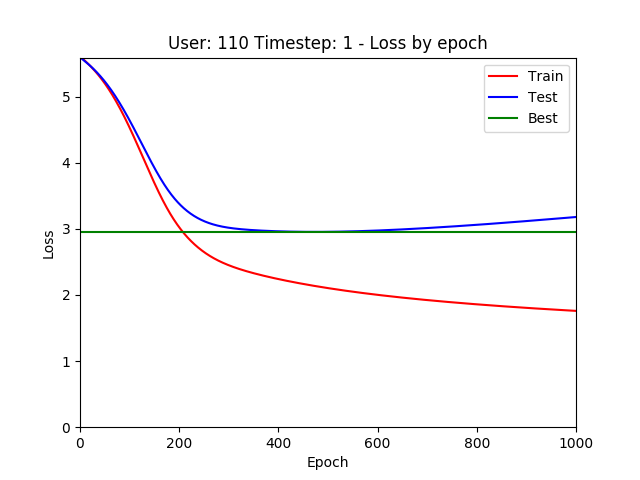 User: 110 Timestep: 1 - Loss by epoch
Train
Test
Best
5
4
3
2
1
0
Loss
0 200 400 600 800 1000
Epoch